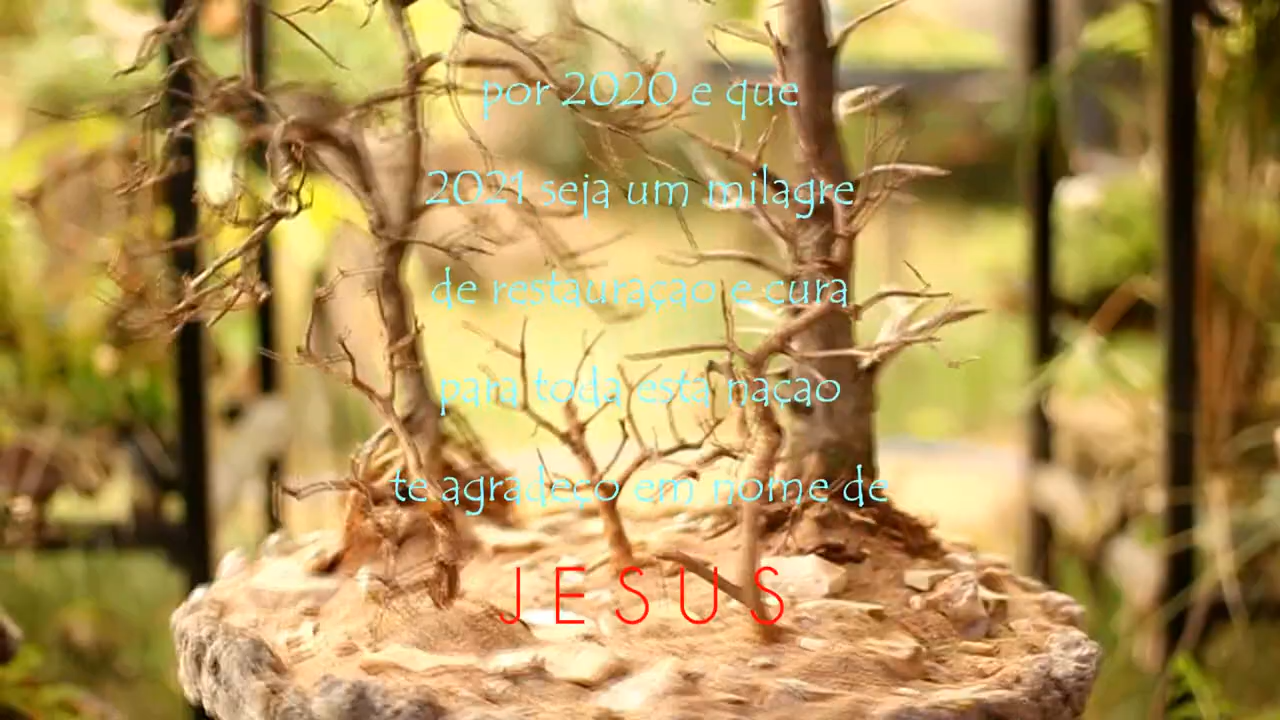 por 2020 e que
2021 seja um milagre
de restauraçao e cura
para toda esta naçao
te agradeço em nome de
JESUS